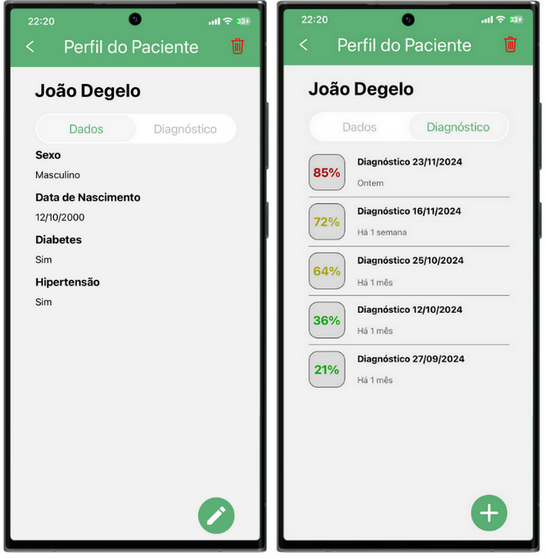 22:20
33
Perfil do Paciente
João Degelo
Dados Diagnóstico
Sexo
Masculino
Data de Nascimento
12/10/2000
Diabetes
Sim
Hipertensão
Sim
22:20
33
Perfil do Paciente
João Degelo
Dados Diagnóstico
85%
Diagnóstico 23/11/2024
Ontem
72%
Diagnóstico 16/11/2024
Há 1 semana
64%
Diagnóstico 25/10/2024
Há 1 mês
36%
Diagnóstico 12/10/2024
Há 1 mês
21%
Diagnóstico 27/09/2024
Há 1 mês